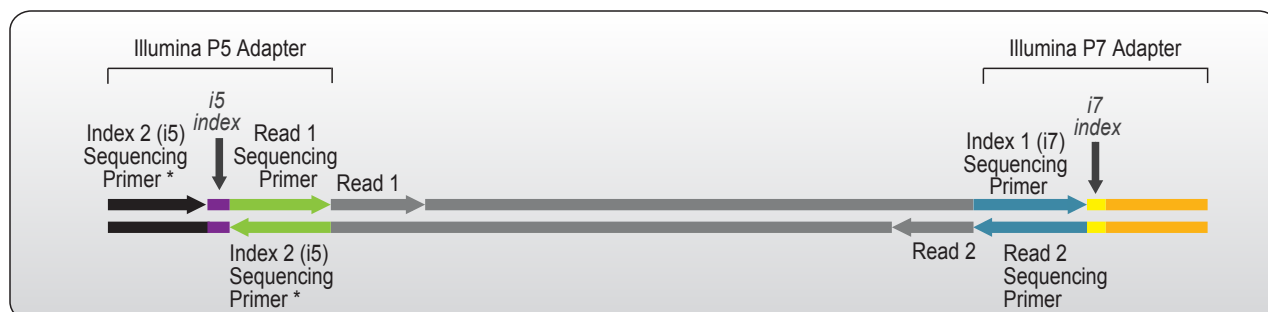 Illumina P5 Adapter
Illumina P7 Adapter
i5
index
i7
index
Index 2 (i5)
Sequencing
Primer *
Read 1
Sequencing
Primer
Read 1
Index 1 (i7)
Sequencing
Primer
Index 2 (i5)
Sequencing
Primer *
Read 2
Read 2
Sequencing
Primer